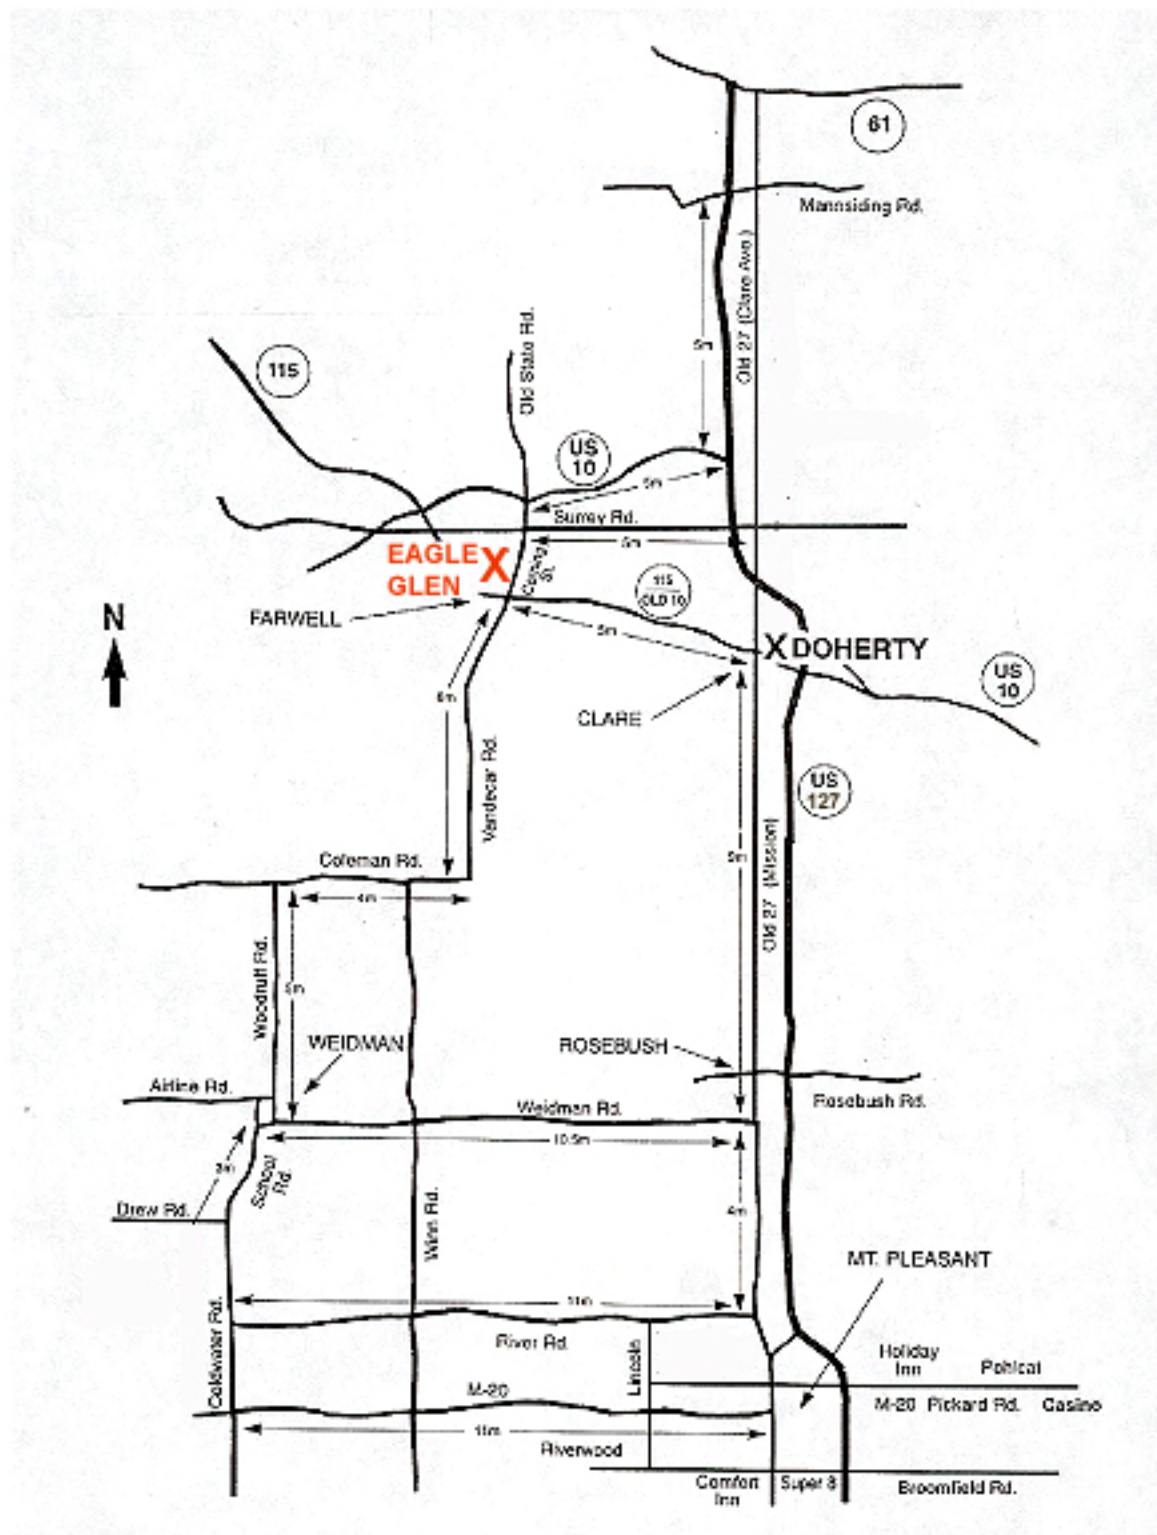 61
Mannsiding Rd.
Old 27 (Clare Ave.)
5m
Old State Rd.
115
US
10
5m
Surrey Rd.
5m
EAGLE X
GLEN
Corning
St.
115
OLD 10
N
FARWELL
5m
X DOHERTY
US
10
CLARE
6m
Vandecar Rd.
US
127
Coleman Rd.
4m
9m
Old 27 (Mission)
Woodruff Rd.
5m
WEIDMAN
ROSEBUSH
Airline Rd.
Weidman Rd.
Rosebush Rd.
10.5m
3m
School
Rd.
Drew Rd.
Winn Rd.
4m
MT. PLEASANT
11m
Coldwater Rd.
River Rd.
Lincoln
Holiday
Inn
Pohlcat
M-20
M-20 Pickard Rd. Casino
11m
Riverwood
Comfort
Inn
Super 8
Broomfield Rd.